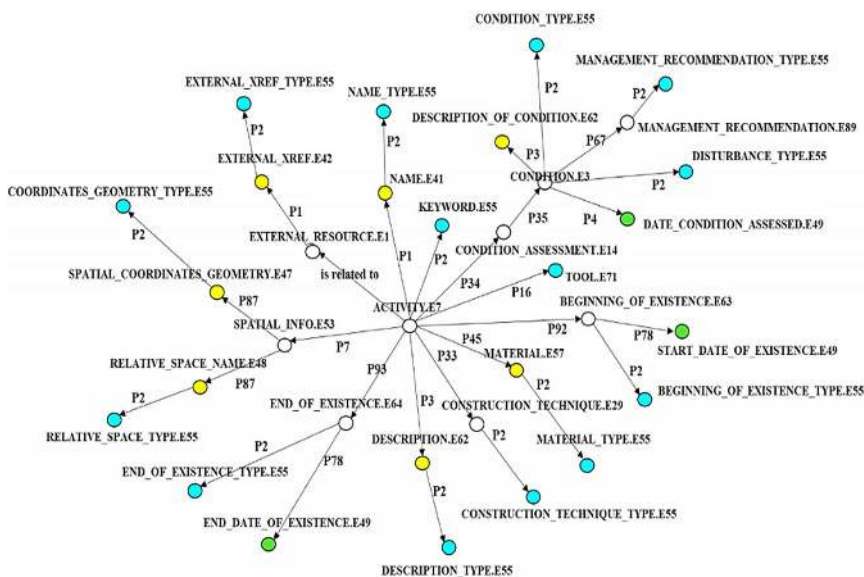 CONDITION_TYPE.E55
MANAGEMENT_RECOMMENDATION_TYPE.E55
EXTERNAL_XREF_TYPE.E55
NAME_TYPE.E55
P2
P2
DESCRIPTION_OF_CONDITION.E62
P2
P2
P67
MANAGEMENT_RECOMMENDATION.E89
EXTERNAL_XREF.E42
P3
DISTURBANCE_TYPE.E55
CONDITION.E3
COORDINATES_GEOMETRY_TYPE.E55
NAME.E41
P2
P1
KEYWORD.E55
P35
P4
DATE_CONDITION_ASSESSED.E49
P2
EXTERNAL_RESOURCE.E1
P1
P2
CONDITION_ASSESSMENT.E14
SPATIAL_COORDINATES_GEOMETRY.E47
is related to
P34
TOOL.E71
P87
P16
ACTIVITY.E7
BEGINNING_OF_EXISTENCE.E63
SPATIAL_INFO.E53
P92
P78
P7
P45
START_DATE_OF_EXISTENCE.E49
RELATIVE_SPACE_NAME.E48
P33
MATERIAL.E57
P87
P93
P2
P2
P2
BEGINNING_OF_EXISTENCE_TYPE.E55
END_OF_EXISTENCE.E64
P3
CONSTRUCTION_TECHNIQUE.E29
RELATIVE_SPACE_TYPE.E55
DESCRIPTION.E62
P2
MATERIAL_TYPE.E55
P2
P78
END_OF_EXISTENCE_TYPE.E55
P2
CONSTRUCTION_TECHNIQUE_TYPE.E55
END_DATE_OF_EXISTENCE.E49
DESCRIPTION_TYPE.E55